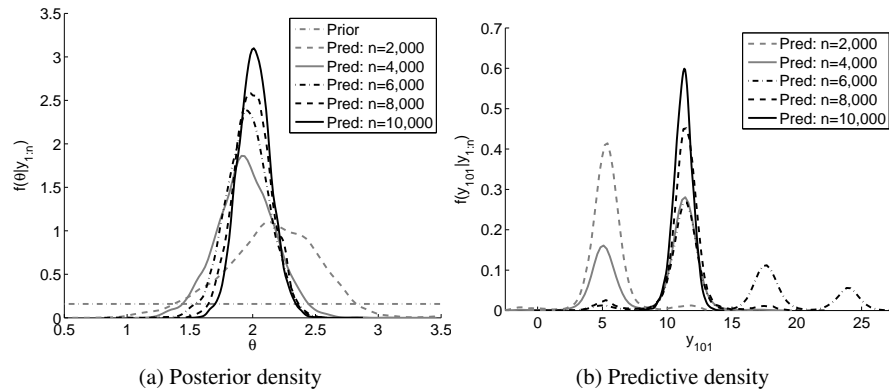 Prior
Pred: n=2,000
Pred: n=4,000
Pred: n=6,000
Pred: n=8,000
Pred: n=10,000
3.5
3
2.5
2
1.5
1
0.5
0
f(θ|y1:n)
0.5 1 1.5 2 2.5 3 3.5
θ
(a) Posterior density
Pred: n=2,000
Pred: n=4,000
Pred: n=6,000
Pred: n=8,000
Pred: n=10,000
0.7
0.6
0.5
0.4
0.3
0.2
0.1
0
f(y101|y1:n)
0 5 10 15 20 25
y101
(b) Predictive density